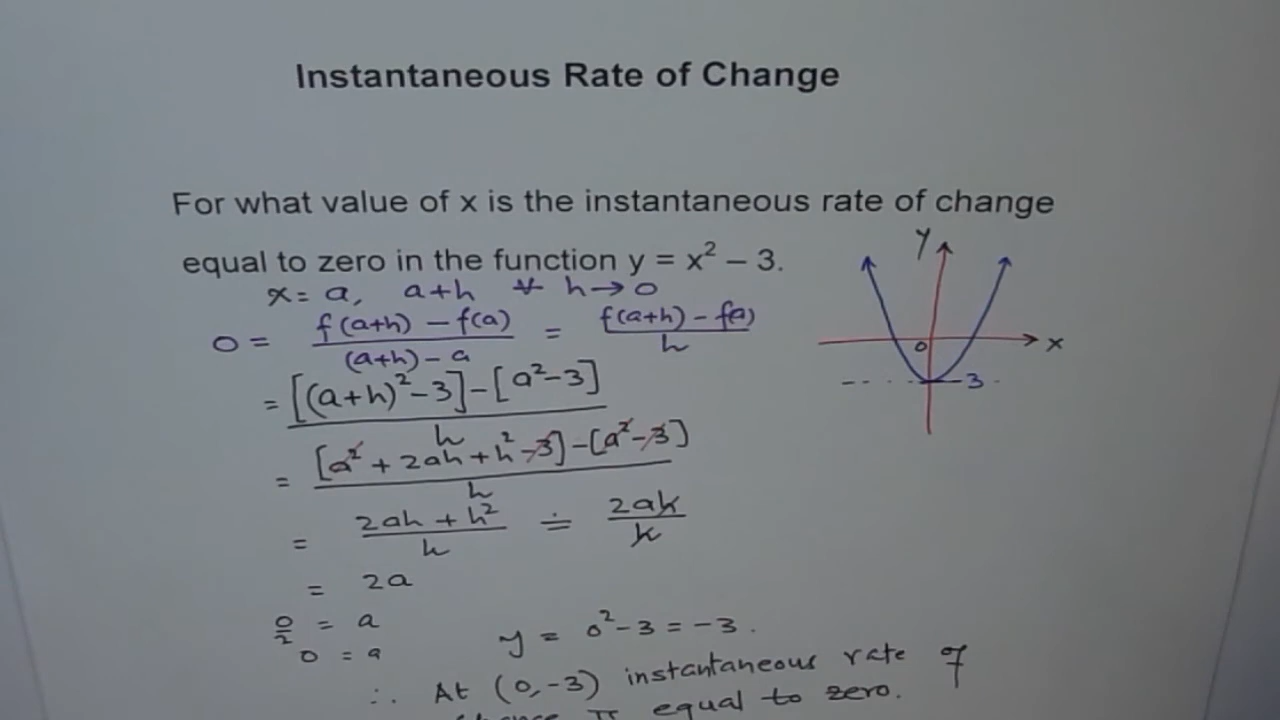 Instantaneous Rate of Change
For what value of x is the instantaneous rate of change
equal to zero in the function y = x² – 3.
x = a, a+h ∀ h→0
0 = (f(a+h) – f(a))/((a+h) – a) = (f(a+h) – f(a))/h
= ([(a+h)² – 3] – [a² – 3])/h
= ([a² + 2ah + h² – 3] – [a² – 3])/h
= (2ah + h²)/h ≐ 2ah/h
= 2a
0/2 = a
0 = a
y = 0² – 3 = –3.
∴ At (0, –3) instantaneous rate of
equal to zero.
y
x
0
–3